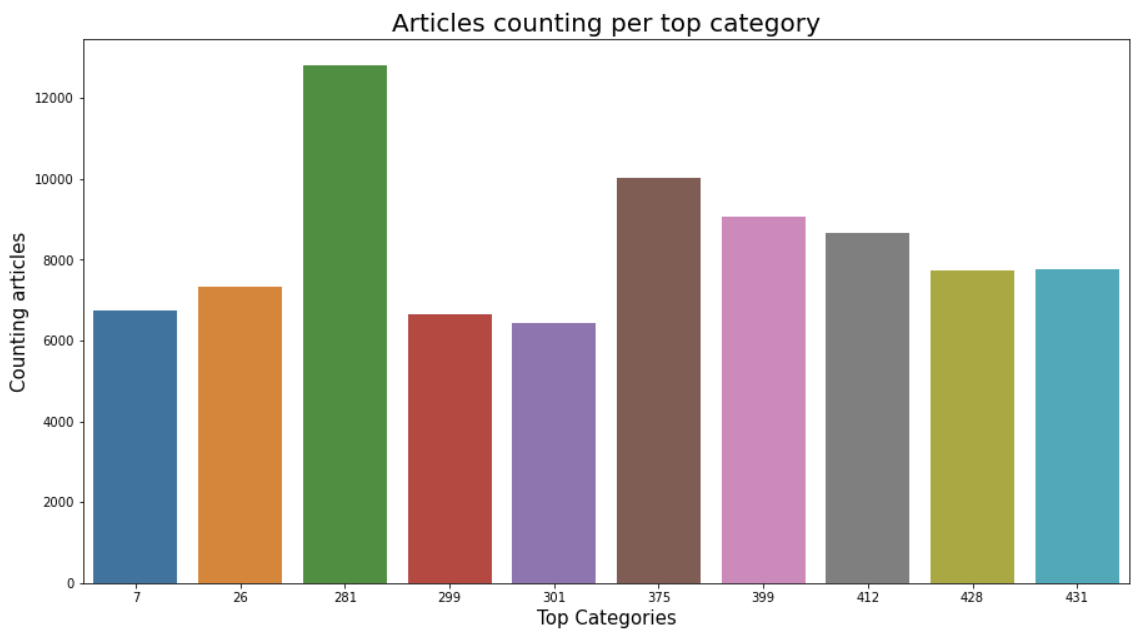 Articles counting per top category
Counting articles
12000
10000
8000
6000
4000
2000
0
7 26 281 299 301 375 399 412 428 431
Top Categories